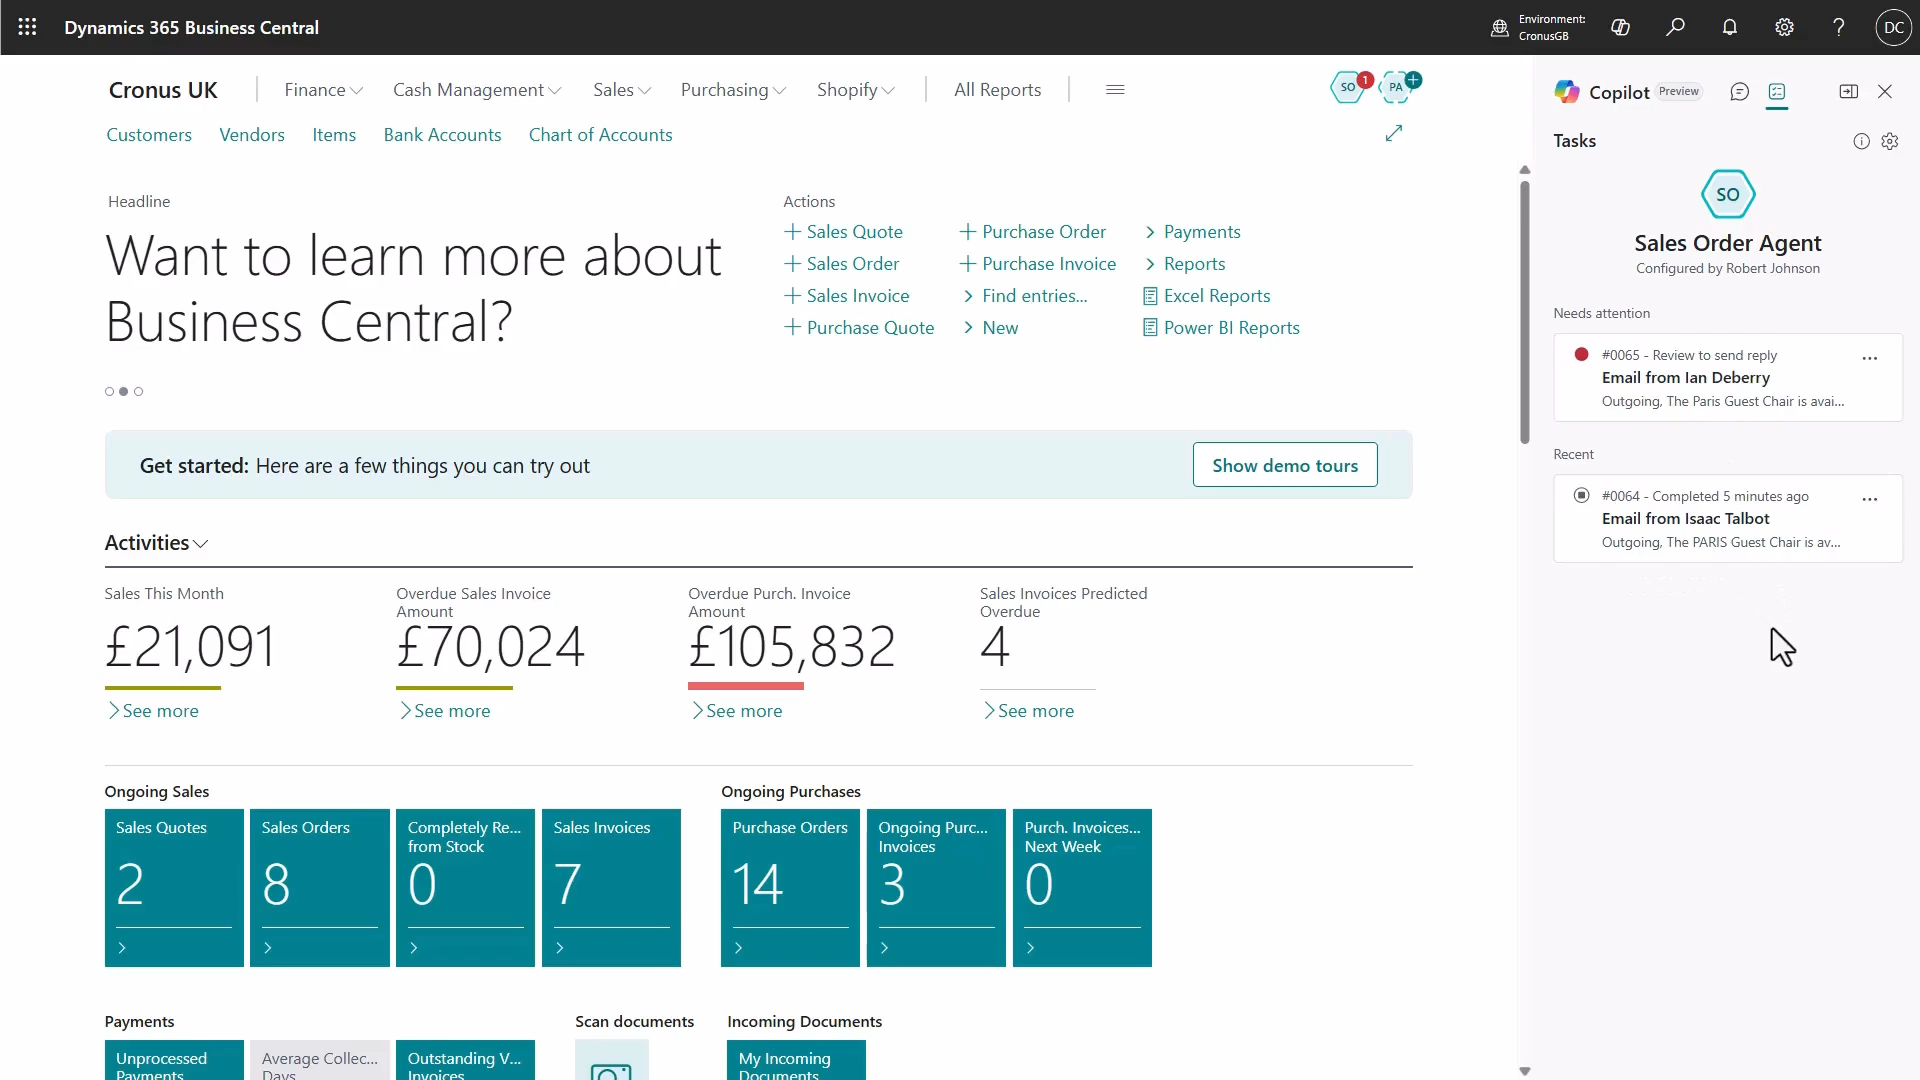 Dynamics 365 Business Central
Environment:
CronusGB
?
DC
Cronus UK
Finance
Cash Management
Sales
Purchasing
Shopify
All Reports
SO
1
PA
+
Customers
Vendors
Items
Bank Accounts
Chart of Accounts
Headline
Want to learn more about
Business Central?
Actions
+ Sales Quote
+ Sales Order
+ Sales Invoice
+ Purchase Quote
+ Purchase Order
+ Purchase Invoice
> Find entries...
> New
> Payments
> Reports
Excel Reports
Power BI Reports
Get started: Here are a few things you can try out
Show demo tours
Activities
Sales This Month
£21,091
> See more
Overdue Sales Invoice
Amount
£70,024
> See more
Overdue Purch. Invoice
Amount
£105,832
> See more
Sales Invoices Predicted
Overdue
4
> See more
Ongoing Sales
Sales Quotes
2
>
Sales Orders
8
>
Completely Re...
from Stock
0
>
Sales Invoices
7
>
Ongoing Purchases
Purchase Orders
14
>
Ongoing Purc...
Invoices
3
>
Purch. Invoices...
Next Week
0
>
Payments
Unprocessed
Payments
Average Collec...
Days
Outstanding V...
Invoices
Scan documents
Incoming Documents
My Incoming
Documents
Copilot
Preview
Tasks
SO
Sales Order Agent
Configured by Robert Johnson
Needs attention
#0065 - Review to send reply
...
Email from Ian Deberry
Outgoing, The Paris Guest Chair is avai...
Recent
#0064 - Completed 5 minutes ago
...
Email from Isaac Talbot
Outgoing, The PARIS Guest Chair is av...